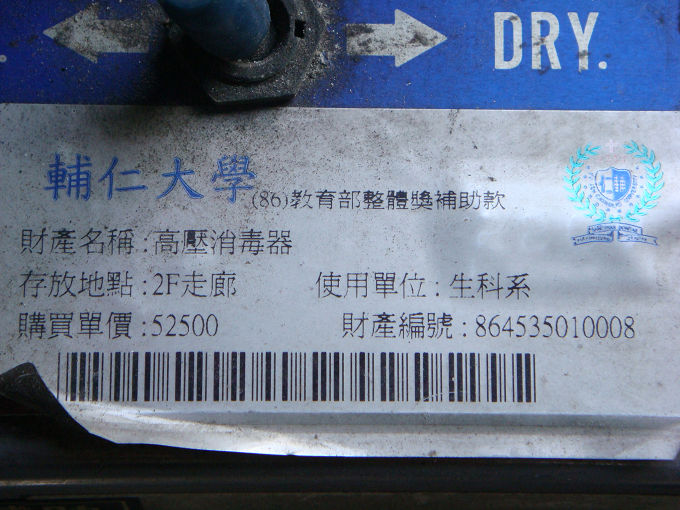 DRY.
輔仁大學 (86)教育部整體獎補助款
財產名稱:高壓消毒器
存放地點:2F走廊 使用單位:生科系
購買單價:52500 財產編號:864535010008